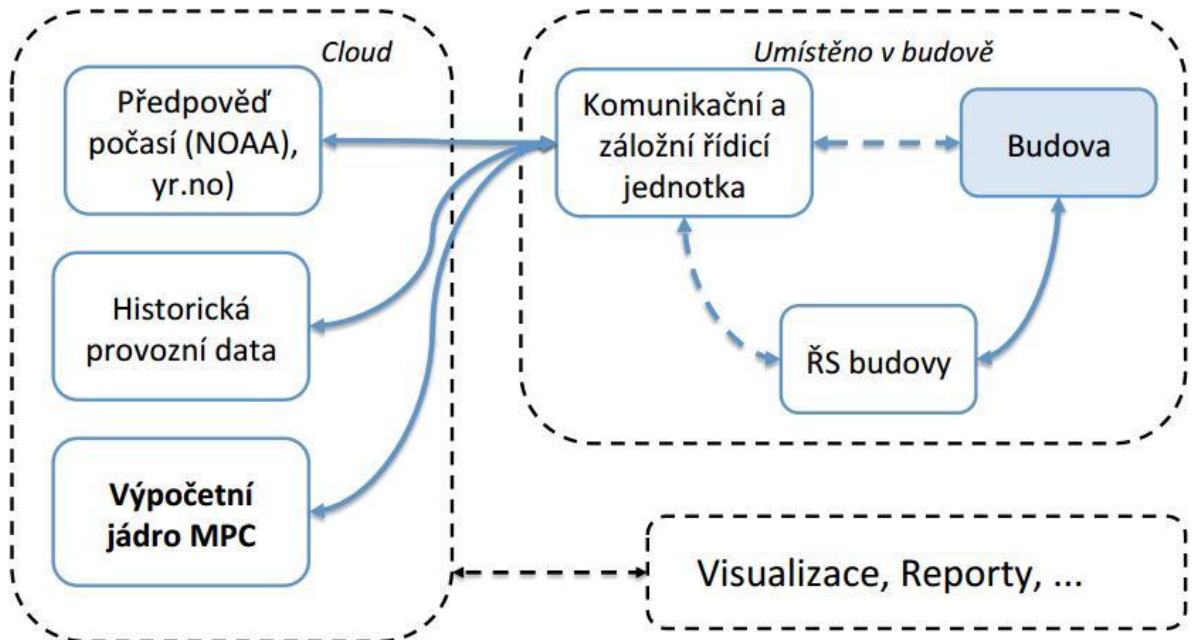 Cloud
Předpověď
počasí (NOAA),
yr.no)
Historická
provozní data
Výpočetní
jádro MPC
Umístěno v budově
Komunikační a
záložní řídicí
jednotka
Budova
ŘS budovy
Visualizace, Reporty, ...